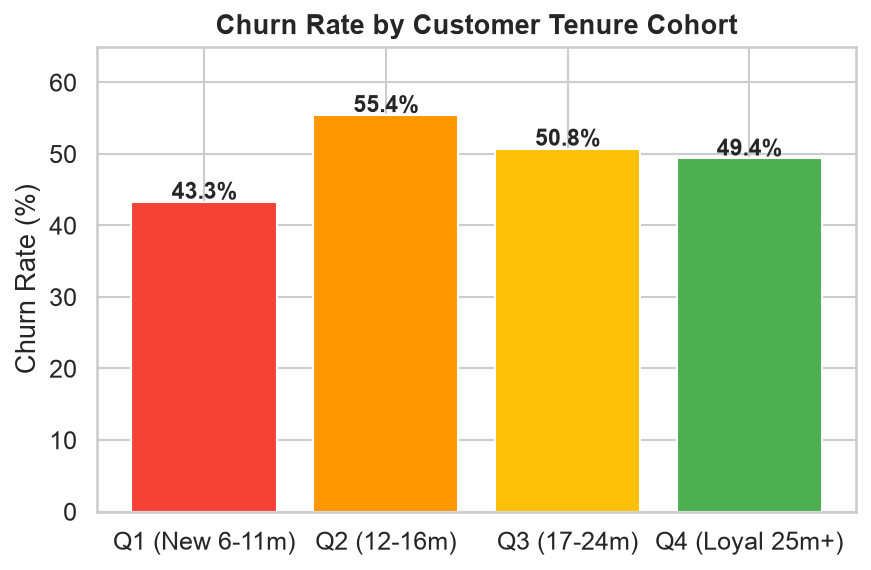 Churn Rate by Customer Tenure Cohort
Churn Rate (%)
60
50
40
30
20
10
0
43.3%
55.4%
50.8%
49.4%
Q1 (New 6-11m)
Q2 (12-16m)
Q3 (17-24m)
Q4 (Loyal 25m+)